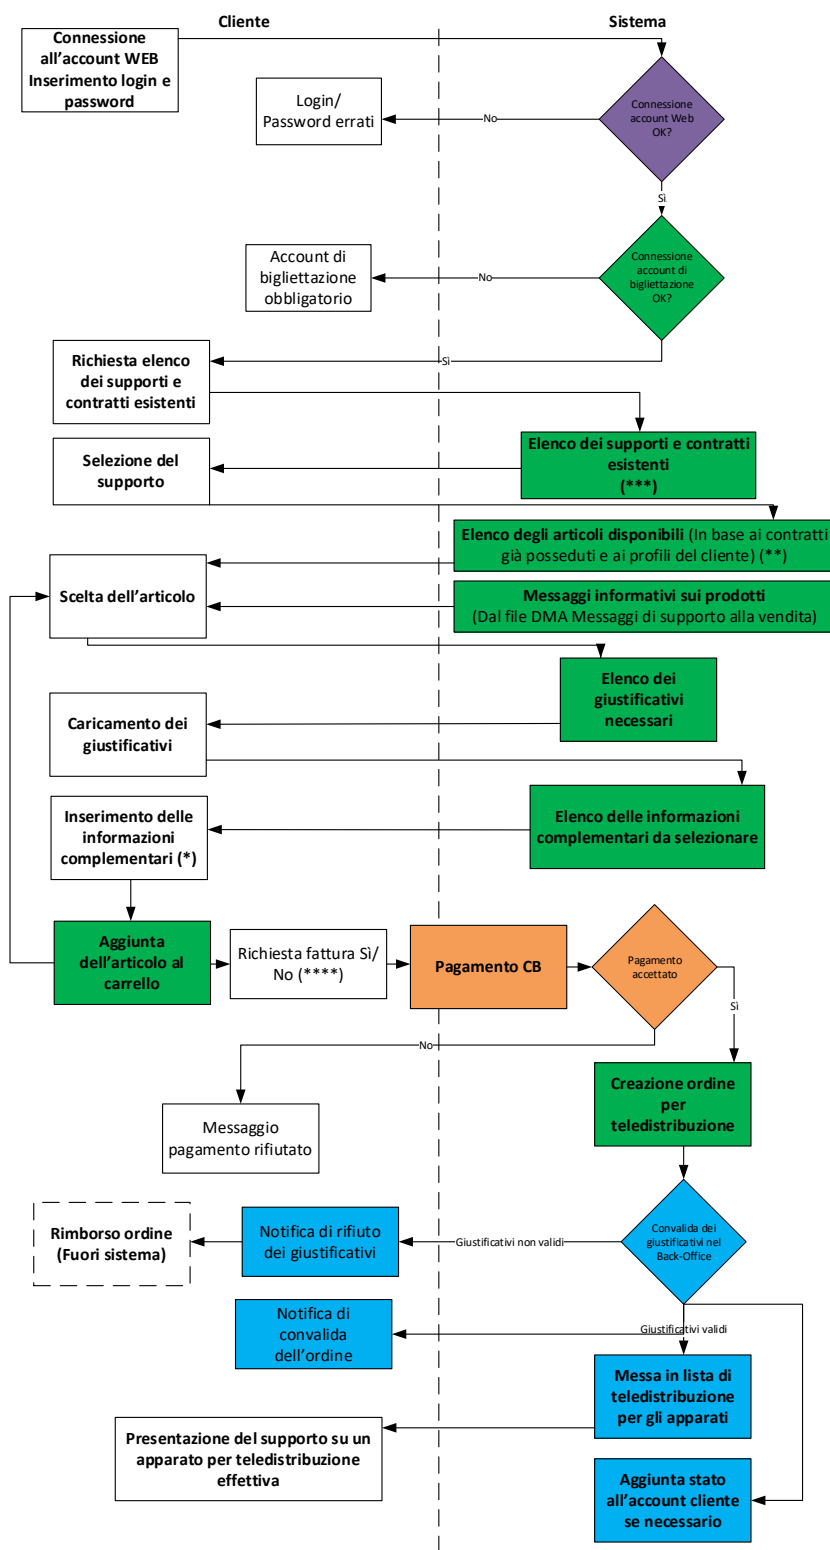 Cliente
Sistema
Connessione
all’account WEB
Inserimento login e
password
Connessione
account Web
OK?
Login/
Password errati
No
Sì
Connessione
account di
bigliettazione
OK?
Account di
bigliettazione
obbligatorio
No
Sì
Richiesta elenco
dei supporti e
contratti esistenti
Elenco dei supporti e contratti
esistenti
(***)
Selezione del
supporto
Elenco degli articoli disponibili (In base ai contratti
già posseduti e ai profili del cliente) (**)
Scelta dell’articolo
Messaggi informativi sui prodotti
(Dal file DMA Messaggi di supporto alla vendita)
Elenco dei
giustificativi
necessari
Caricamento dei
giustificativi
Elenco delle informazioni
complementari da selezionare
Inserimento delle
informazioni
complementari (*)
Aggiunta
dell’articolo al
carrello
Richiesta fattura Sì/
No (****)
Pagamento CB
Pagamento
accettato
Sì
No
Creazione ordine
per
teledistribuzione
Messaggio
pagamento rifiutato
Convalida dei
giustificativi nel
Back-Office
Giustificativi non validi
Notifica di rifiuto
dei giustificativi
Rimborso ordine
(Fuori sistema)
Giustificativi validi
Notifica di
convalida
dell’ordine
Messa in lista di
teledistribuzione
per gli apparati
Presentazione del supporto su un
apparato per teledistribuzione
effettiva
Aggiunta stato
all’account cliente
se necessario